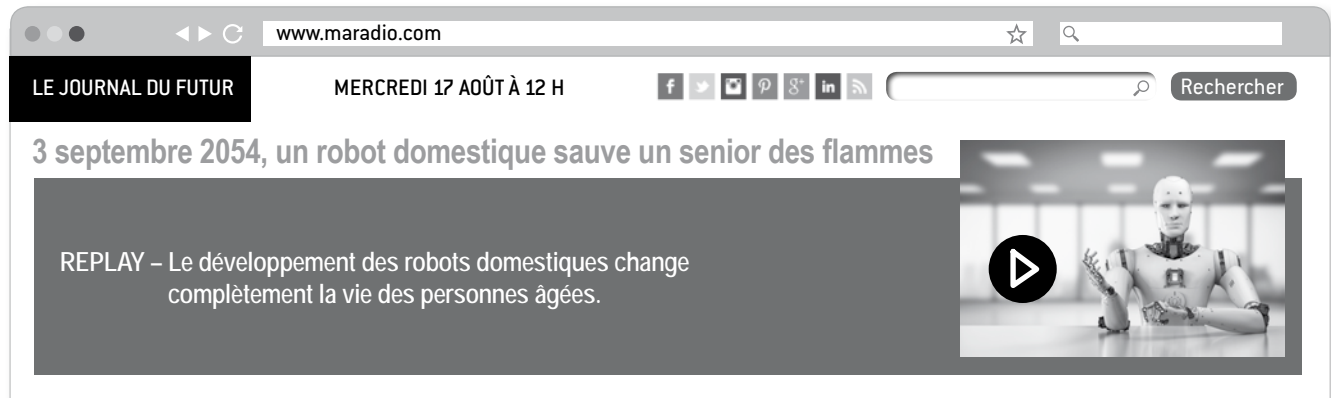 www.maradio.com
LE JOURNAL DU FUTUR
MERCREDI 17 AOÛT À 12 H
f
g+
in
Rechercher
3 septembre 2054, un robot domestique sauve un senior des flammes
REPLAY – Le développement des robots domestiques change
complètement la vie des personnes âgées.